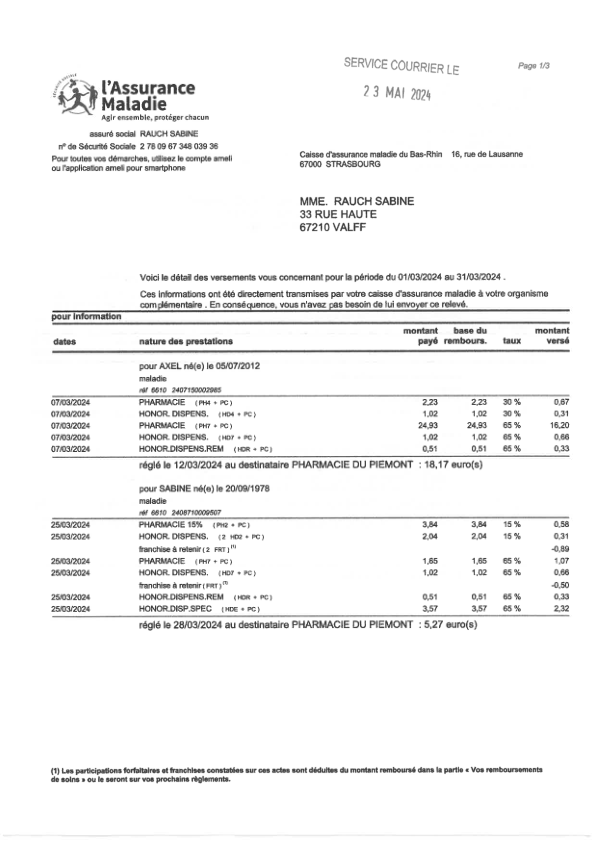 SERVICE COURRIER LE
23 MAI 2024
Page 1/3
SÉCURITÉ SOCIALE
l'Assurance
Maladie
Agir ensemble, protéger chacun
assuré social RAUCH SABINE
n° de Sécurité Sociale 2 78 09 67 348 039 36
Pour toutes vos démarches, utilisez le compte ameli
ou l'application ameli pour smartphone
Caisse d'assurance maladie du Bas-Rhin 16, rue de Lausanne
67000 STRASBOURG
MME. RAUCH SABINE
33 RUE HAUTE
67210 VALFF
Voici le détail des versements vous concernant pour la période du 01/03/2024 au 31/03/2024 .
Ces informations ont été directement transmises par votre caisse d'assurance maladie à votre organisme
complémentaire . En conséquence, vous n'avez pas besoin de lui envoyer ce relevé.
pour information
dates nature des prestations montant payé base du rembours. taux montant versé
pour AXEL né(e) le 05/07/2012
maladie
réf 6610 2407150002985
07/03/2024 PHARMACIE (PH4 + PC) 2,23 2,23 30 % 0,67
07/03/2024 HONOR. DISPENS. (HD4 + PC) 1,02 1,02 30 % 0,31
07/03/2024 PHARMACIE (PH7 + PC) 24,93 24,93 65 % 16,20
07/03/2024 HONOR. DISPENS. (HD7 + PC) 1,02 1,02 65 % 0,66
07/03/2024 HONOR.DISPENS.REM (HDR + PC) 0,51 0,51 65 % 0,33
réglé le 12/03/2024 au destinataire PHARMACIE DU PIEMONT : 18,17 euro(s)
pour SABINE né(e) le 20/09/1978
maladie
réf 6610 2408710009507
25/03/2024 PHARMACIE 15% (PH2 + PC) 3,84 3,84 15 % 0,58
25/03/2024 HONOR. DISPENS. (2 HD2 + PC) 2,04 2,04 15 % 0,31
franchise à retenir (2 FRT)(1) -0,89
25/03/2024 PHARMACIE (PH7 + PC) 1,65 1,65 65 % 1,07
25/03/2024 HONOR. DISPENS. (HD7 + PC) 1,02 1,02 65 % 0,66
franchise à retenir (FRT)(1) -0,50
25/03/2024 HONOR.DISPENS.REM (HDR + PC) 0,51 0,51 65 % 0,33
25/03/2024 HONOR.DISP.SPEC (HDE + PC) 3,57 3,57 65 % 2,32
réglé le 28/03/2024 au destinataire PHARMACIE DU PIEMONT : 5,27 euro(s)
(1) Les participations forfaitaires et franchises constatées sur ces actes sont déduites du montant remboursé dans la partie « Vos remboursements
de soins » ou le seront sur vos prochains règlements.